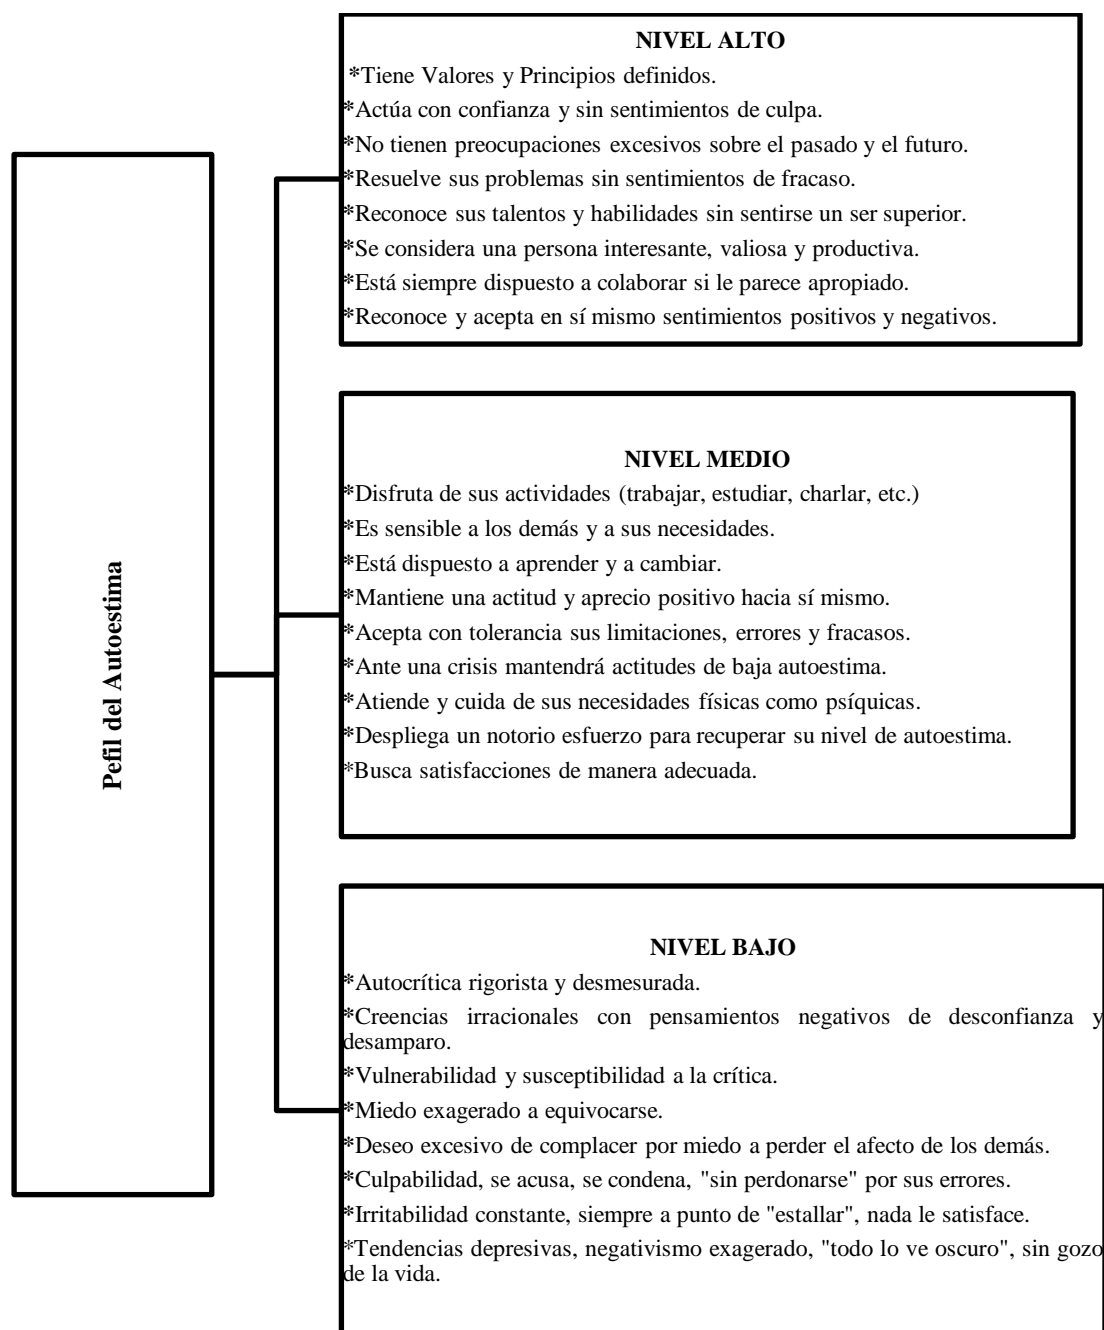 Pefil del Autoestima
NIVEL ALTO
*Tiene Valores y Principios definidos.
*Actúa con confianza y sin sentimientos de culpa.
*No tienen preocupaciones excesivos sobre el pasado y el futuro.
*Resuelve sus problemas sin sentimientos de fracaso.
*Reconoce sus talentos y habilidades sin sentirse un ser superior.
*Se considera una persona interesante, valiosa y productiva.
*Está siempre dispuesto a colaborar si le parece apropiado.
*Reconoce y acepta en sí mismo sentimientos positivos y negativos.
NIVEL MEDIO
*Disfruta de sus actividades (trabajar, estudiar, charlar, etc.)
*Es sensible a los demás y a sus necesidades.
*Está dispuesto a aprender y a cambiar.
*Mantiene una actitud y aprecio positivo hacia sí mismo.
*Acepta con tolerancia sus limitaciones, errores y fracasos.
*Ante una crisis mantendrá actitudes de baja autoestima.
*Atiende y cuida de sus necesidades físicas como psíquicas.
*Despliega un notorio esfuerzo para recuperar su nivel de autoestima.
*Busca satisfacciones de manera adecuada.
NIVEL BAJO
*Autocrítica rigorista y desmesurada.
*Creencias irracionales con pensamientos negativos de desconfianza y
desamparo.
*Vulnerabilidad y susceptibilidad a la crítica.
*Miedo exagerado a equivocarse.
*Deseo excesivo de complacer por miedo a perder el afecto de los demás.
*Culpabilidad, se acusa, se condena, "sin perdonarse" por sus errores.
*Irritabilidad constante, siempre a punto de "estallar", nada le satisface.
*Tendencias depresivas, negativismo exagerado, "todo lo ve oscuro", sin gozo
de la vida.